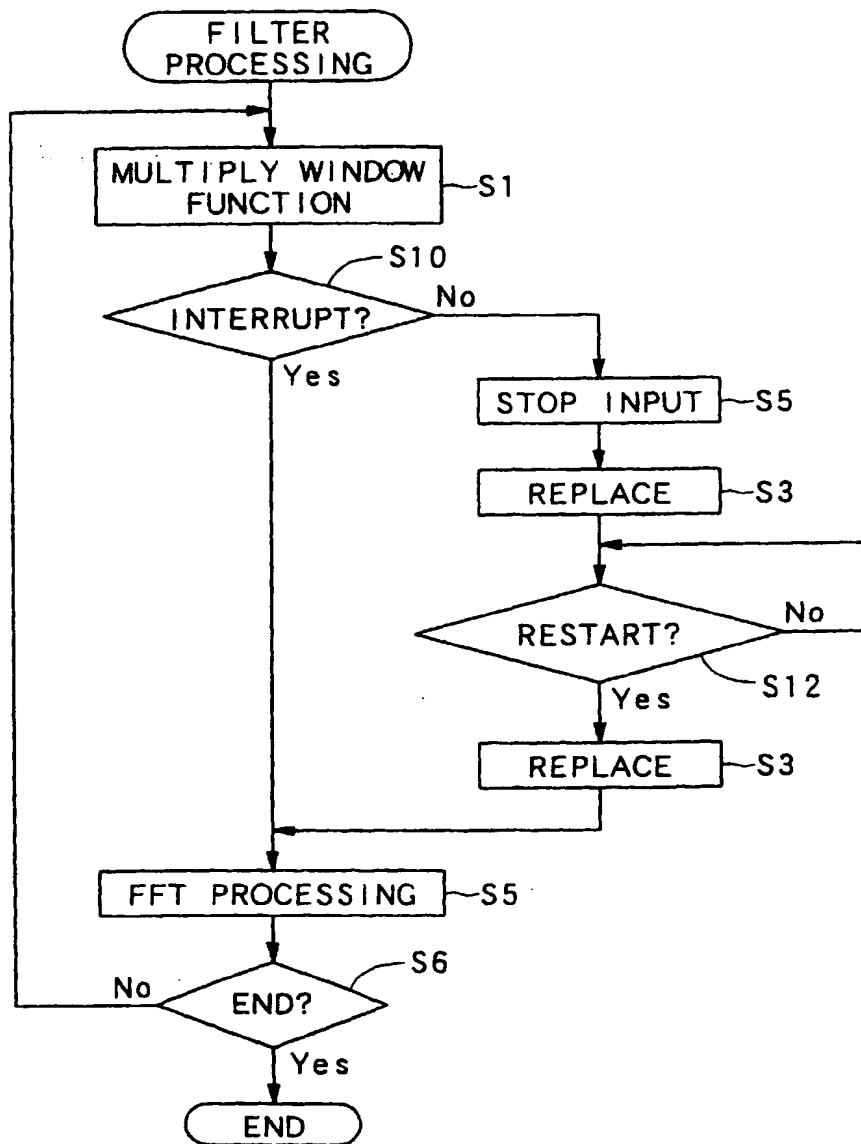 FILTER
PROCESSING
MULTIPLY WINDOW
FUNCTION
S1
S10
INTERRUPT?
No
Yes
STOP INPUT
S5
REPLACE
S3
RESTART?
No
S12
Yes
REPLACE
S3
FFT PROCESSING
S5
S6
No
END?
Yes
END